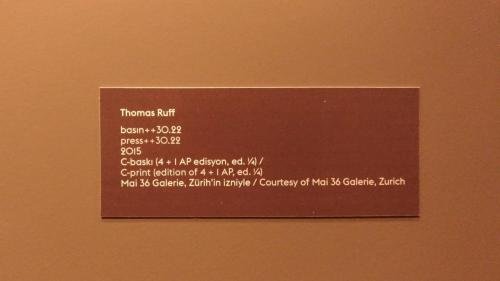 Thomas Ruff
basın++30.22
press++30.22
2015
C-baskı (4 + 1 AP edisyon, ed. ¼) /
C-print (edition of 4 + 1 AP, ed. ¼)
Mai 36 Galerie, Zürih'in izniyle / Courtesy of Mai 36 Galerie, Zurich